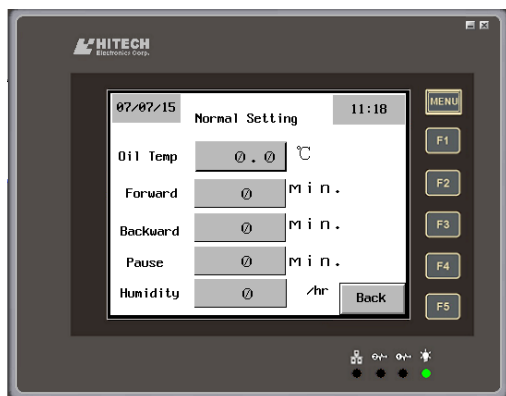 HITECH
Electronics Corp.
07/07/15
Normal Setting
11:18
MENU
Oil Temp 0.0 ℃
F1
Forward 0 min.
F2
Backward 0 min.
F3
Pause 0 min.
F4
Humidity 0 /hr
Back
F5